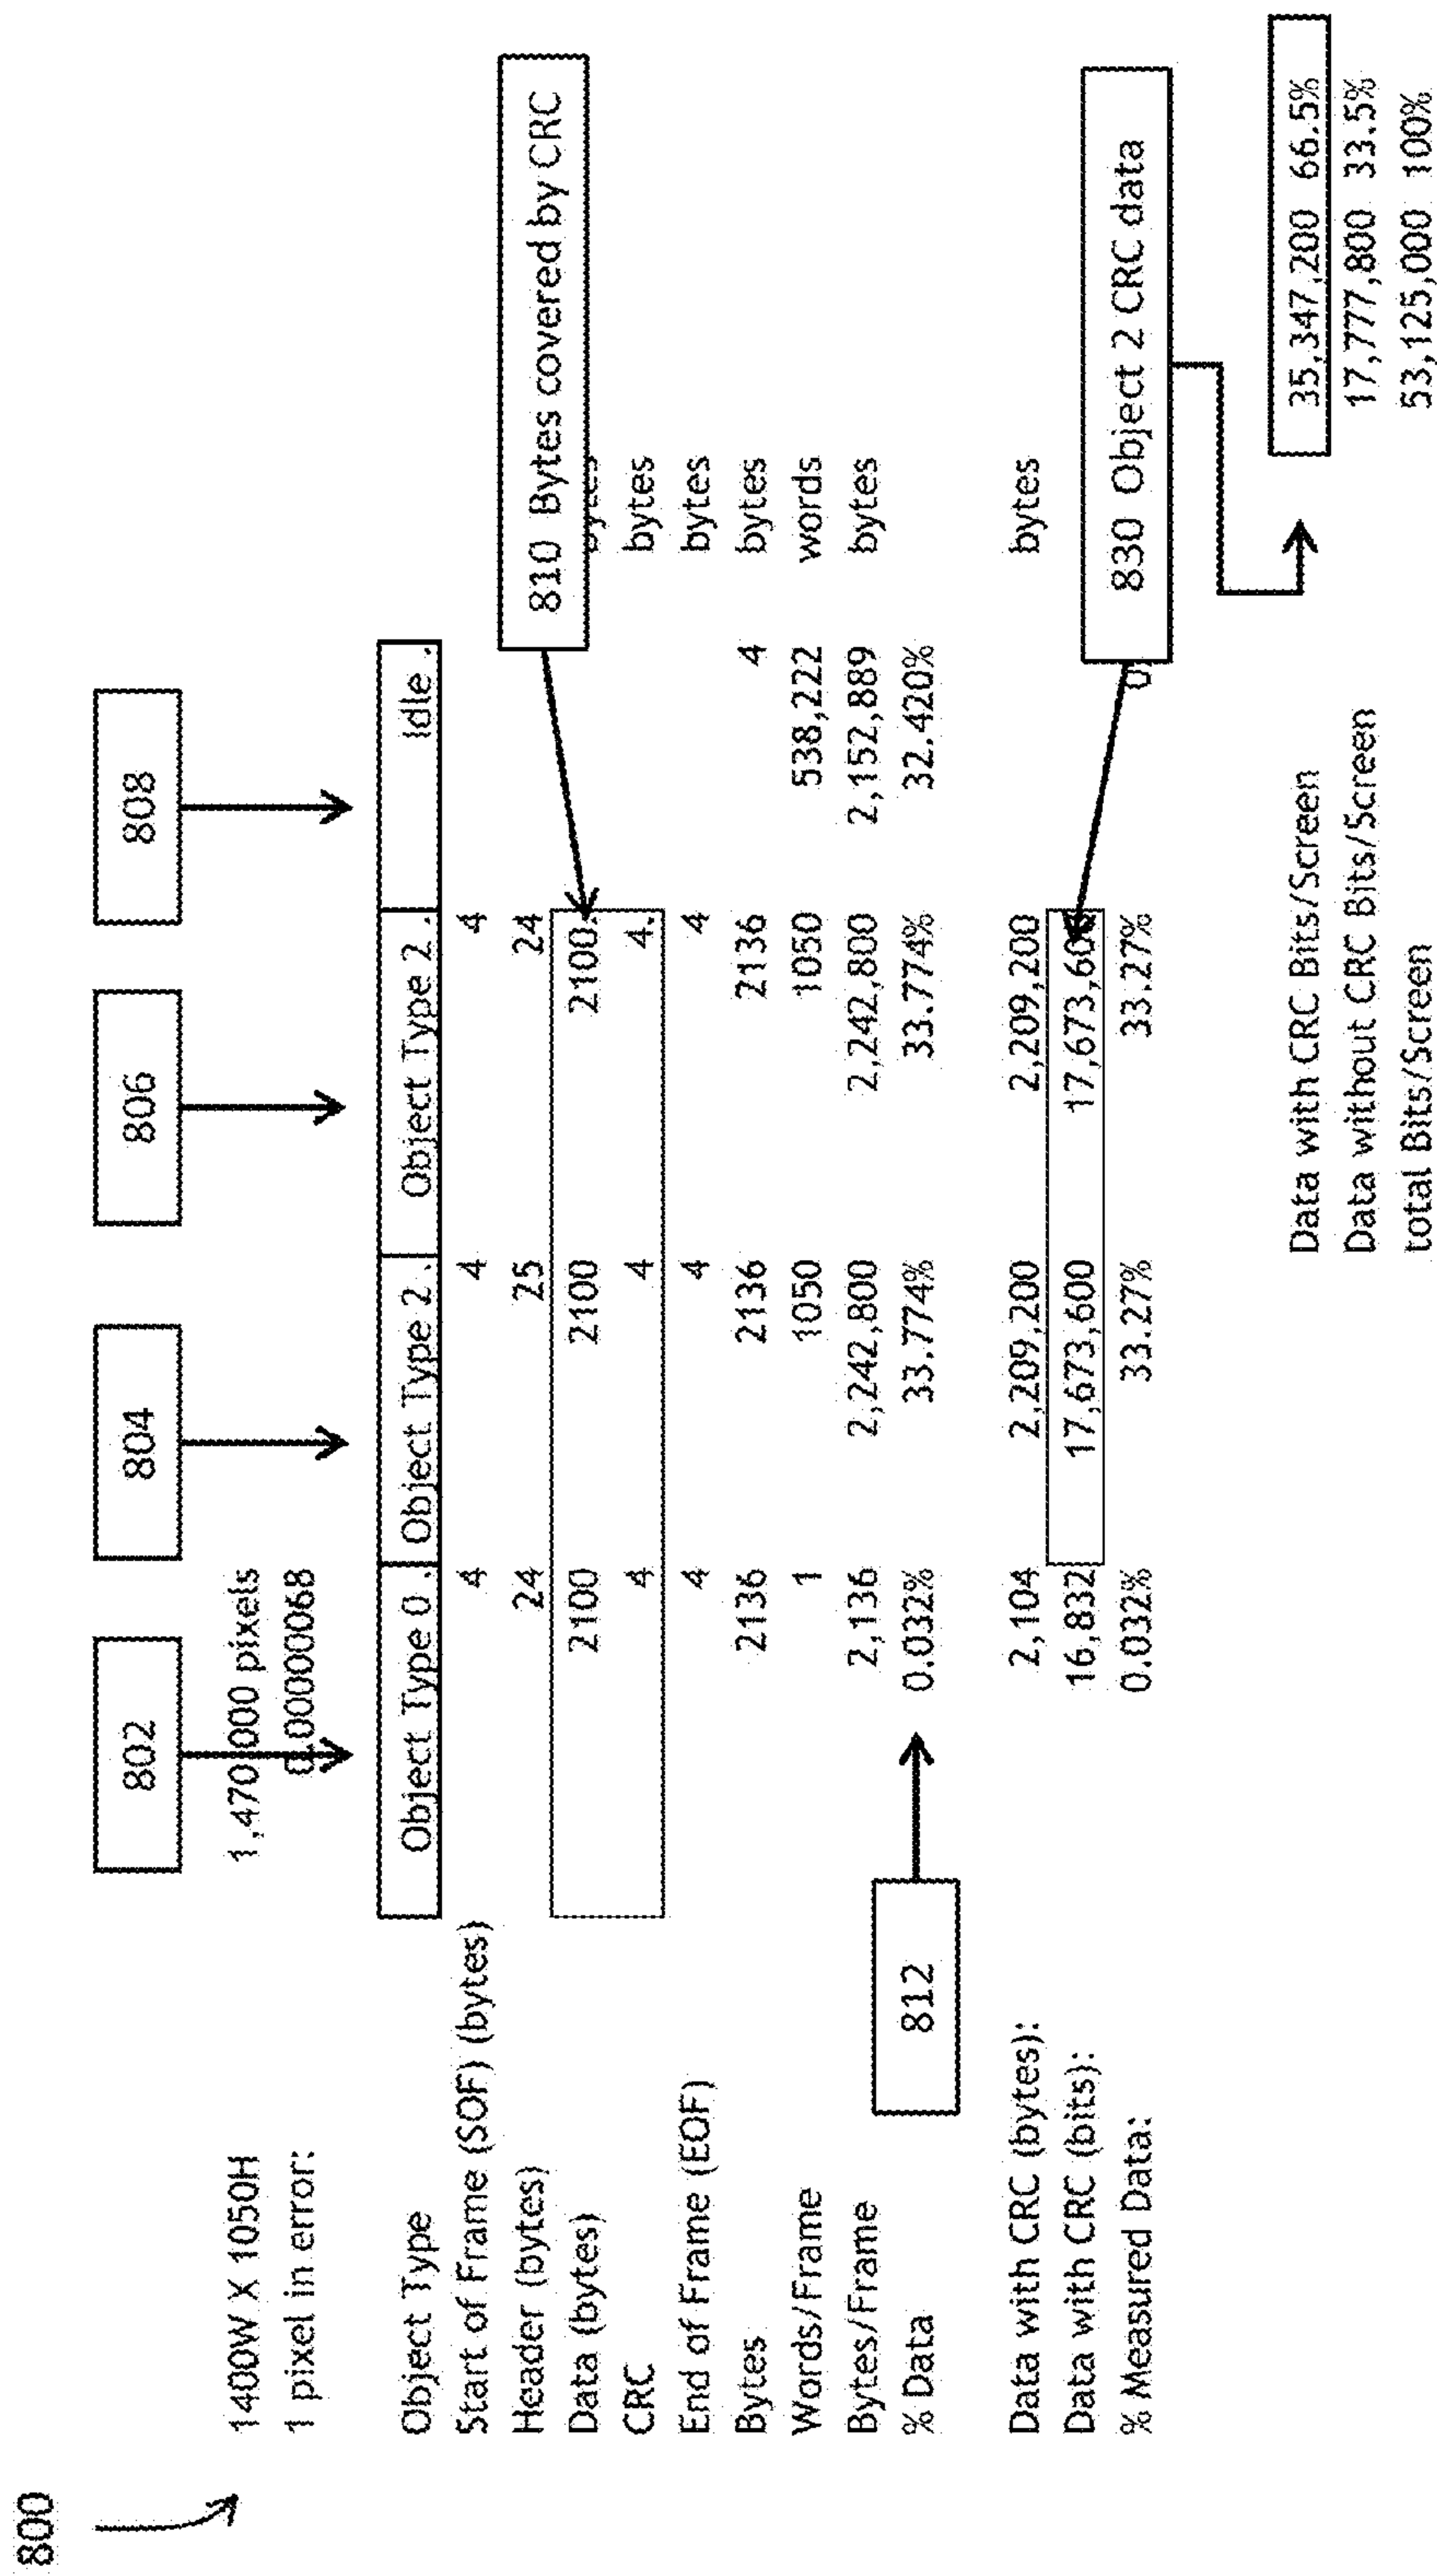 800
802 804 806 808
1400W X 1050H 1,470,000 pixels
1 pixel in error: 0.00000068
Object Type Object Type 0 . Object Type 2 . Object Type 2 . Idle .
Start of Frame (SOF) (bytes) 4 4 4
Header (bytes) 24 25 24
810 Bytes covered by CRC
Data (bytes) 2100 2100 2100. bytes
CRC 4 4 4. bytes
End of Frame (EOF) 4 4 4 bytes
Bytes 2136 2136 2136 4 bytes
Words/Frame 1 1050 1050 538,222 words
Bytes/Frame 2,136 2,242,800 2,242,800 2,152,889 bytes
% Data 0.032% 33.774% 33.774% 32.420%
812
Data with CRC (bytes): 2,104 2,209,200 2,209,200 bytes
Data with CRC (bits): 16,832 17,673,600 17,673,60
% Measured Data: 0.032% 33.27% 33.27%
830 Object 2 CRC data
Data with CRC Bits/Screen 35,347,200 66.5%
Data without CRC Bits/Screen 17,777,800 33.5%
total Bits/Screen 53,125,000 100%